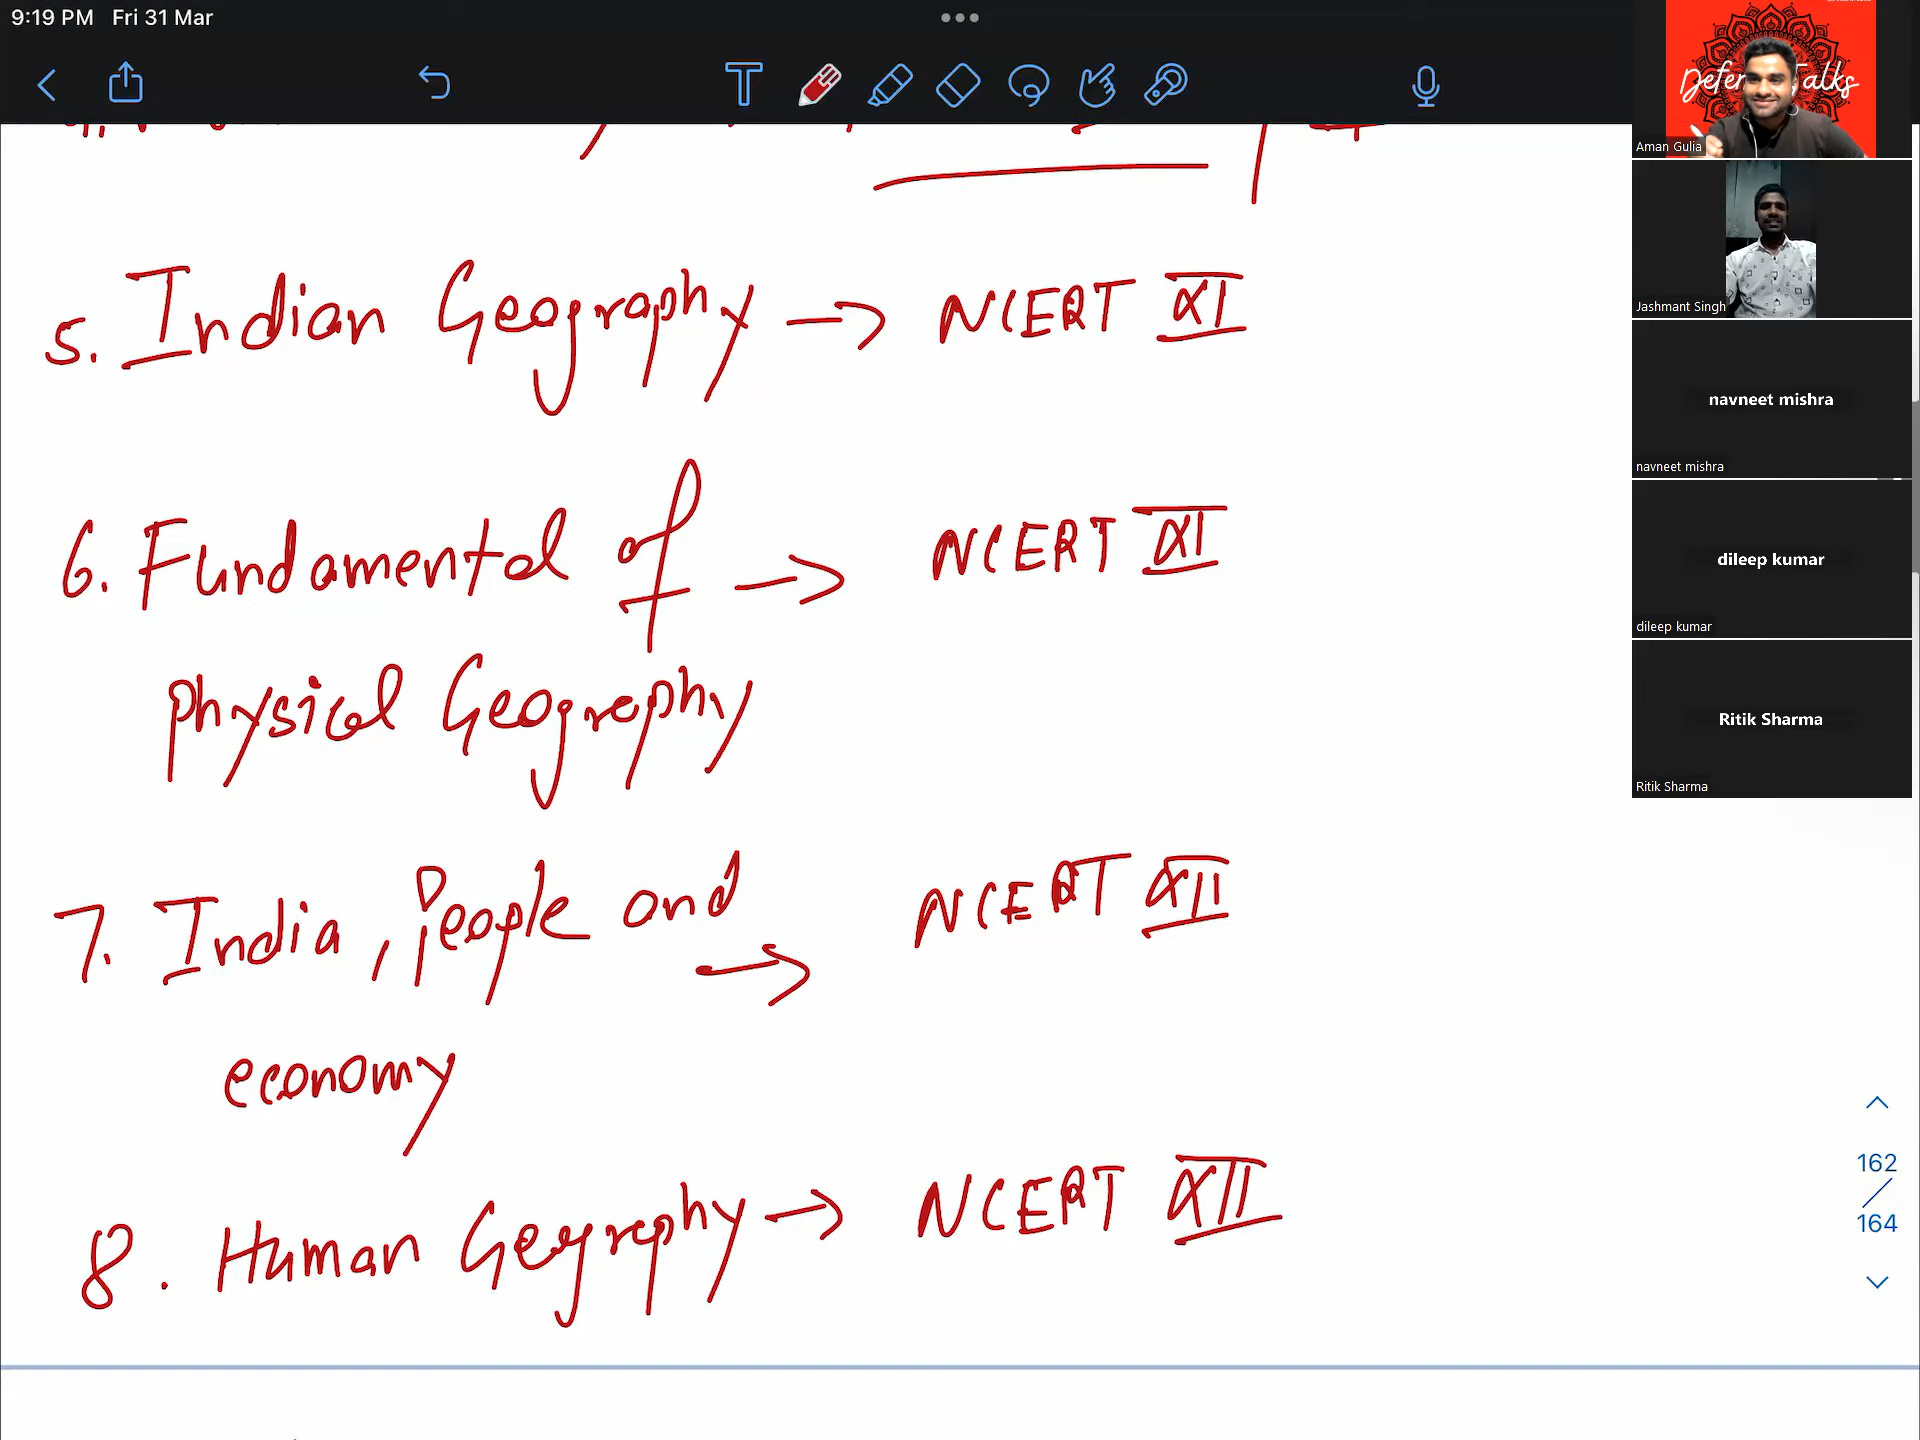 9:19 PM Fri 31 Mar
Aman Gulia
5. Indian Geography → NCERT XI
Jashmant Singh
navneet mishra
navneet mishra
6. Fundamental of → NCERT XI
physical Geography
dileep kumar
dileep kumar
Ritik Sharma
Ritik Sharma
7. India, people and → NCERT XII
economy
8. Human Geography → NCERT XII
162
/
164